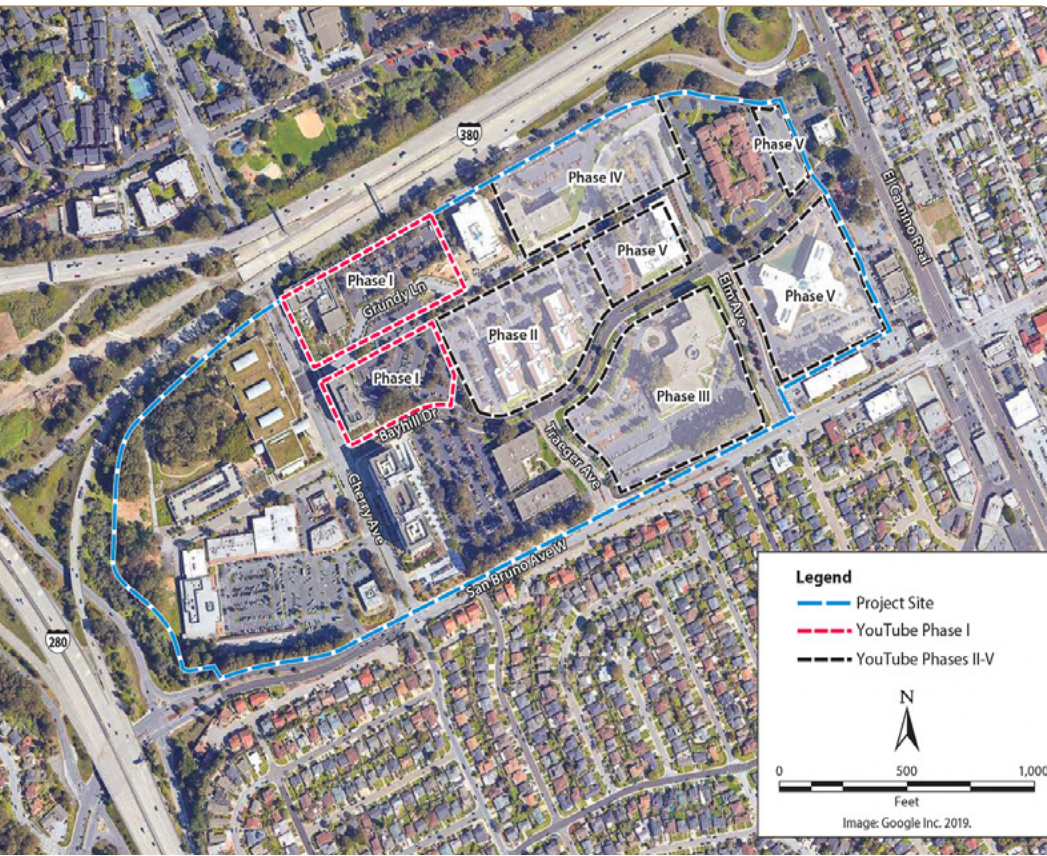 380
Phase V
Phase IV
El Camino Real
Phase V
Phase I
Grundy Ln
Elm Ave
Phase V
Phase II
Phase I
Phase III
Bayhill Dr
Traeger Ave
Cherry Ave
San Bruno Ave W
280
Legend
Project Site
YouTube Phase I
YouTube Phases II-V
N
0 500 1,000
Feet
Image: Google Inc. 2019.